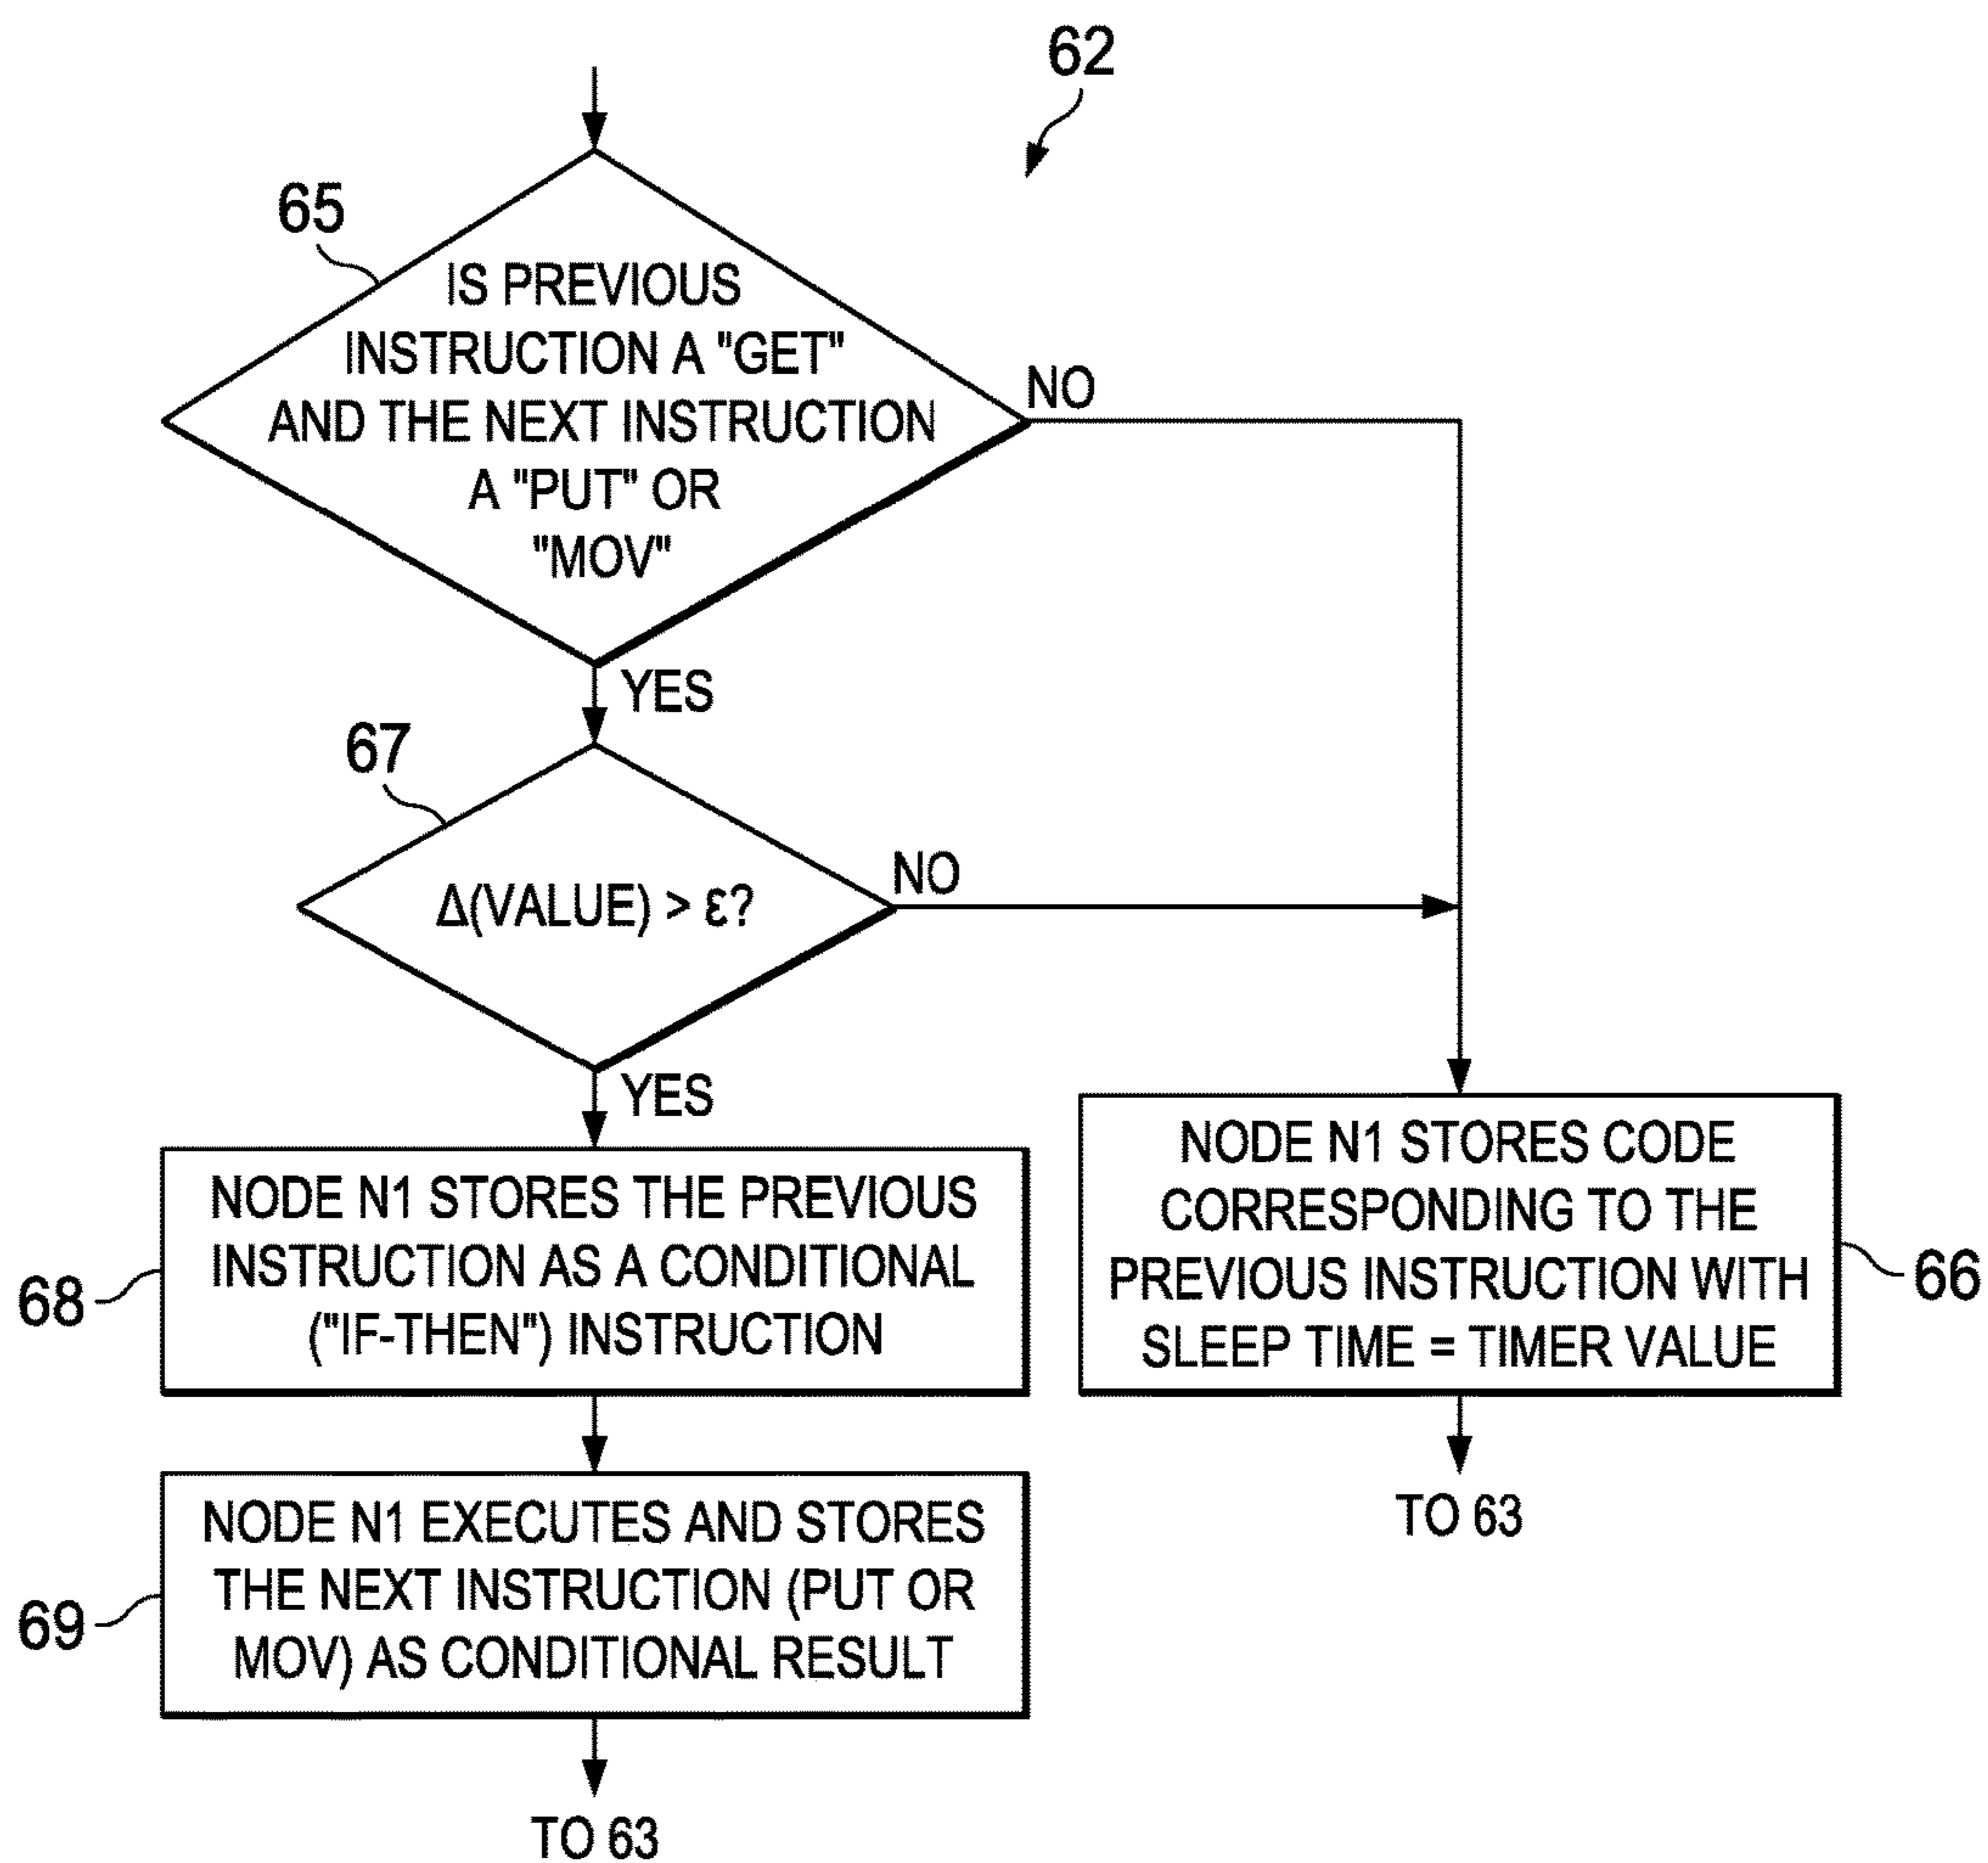 62
65
IS PREVIOUS
INSTRUCTION A "GET"
AND THE NEXT INSTRUCTION
A "PUT" OR
"MOV"
NO
YES
67
Δ(VALUE) > ε?
NO
YES
68
NODE N1 STORES THE PREVIOUS
INSTRUCTION AS A CONDITIONAL
("IF-THEN") INSTRUCTION
NODE N1 STORES CODE
CORRESPONDING TO THE
PREVIOUS INSTRUCTION WITH
SLEEP TIME = TIMER VALUE
66
TO 63
69
NODE N1 EXECUTES AND STORES
THE NEXT INSTRUCTION (PUT OR
MOV) AS CONDITIONAL RESULT
TO 63